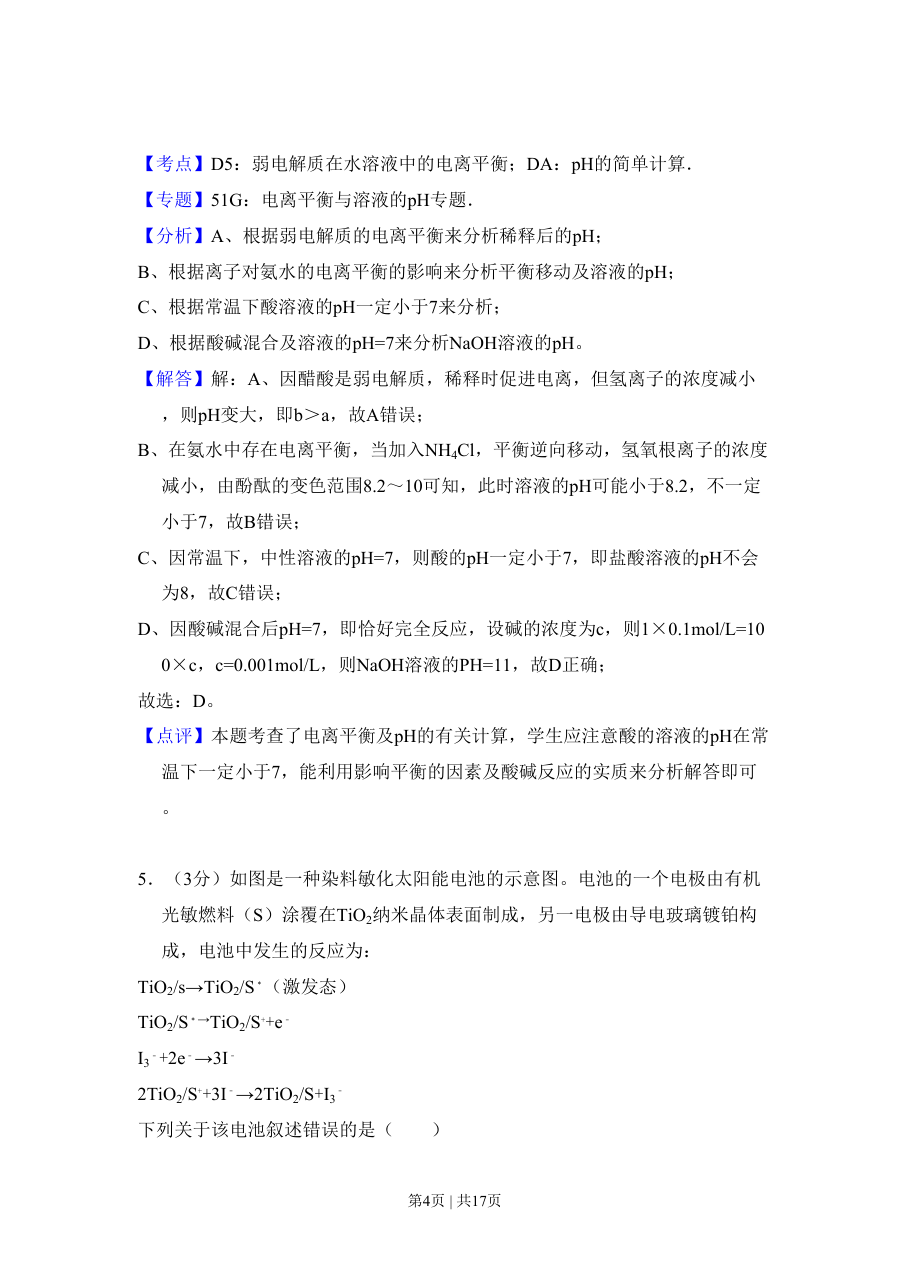 【考点】D5：弱电解质在水溶液中的电离平衡；DA：pH的简单计算．
【专题】51G：电离平衡与溶液的pH专题．
【分析】A、根据弱电解质的电离平衡来分析稀释后的pH；
B、根据离子对氨水的电离平衡的影响来分析平衡移动及溶液的pH；
C、根据常温下酸溶液的pH一定小于7来分析；
D、根据酸碱混合及溶液的pH=7来分析NaOH溶液的pH。
【解答】解：A、因醋酸是弱电解质，稀释时促进电离，但氢离子的浓度减小
，则pH变大，即b＞a，故A错误；
B、在氨水中存在电离平衡，当加入NH₄Cl，平衡逆向移动，氢氧根离子的浓度
减小，由酚酞的变色范围8.2～10可知，此时溶液的pH可能小于8.2，不一定
小于7，故B错误；
C、因常温下，中性溶液的pH=7，则酸的pH一定小于7，即盐酸溶液的pH不会
为8，故C错误；
D、因酸碱混合后pH=7，即恰好完全反应，设碱的浓度为c，则1×0.1mol/L=10
0×c，c=0.001mol/L，则NaOH溶液的PH=11，故D正确；
故选：D。
【点评】本题考查了电离平衡及pH的有关计算，学生应注意酸的溶液的pH在常
温下一定小于7，能利用影响平衡的因素及酸碱反应的实质来分析解答即可
。
5．（3分）如图是一种染料敏化太阳能电池的示意图。电池的一个电极由有机
光敏燃料（S）涂覆在TiO₂纳米晶体表面制成，另一电极由导电玻璃镀铂构
成，电池中发生的反应为：
TiO₂/s→TiO₂/S﹡（激发态）
TiO₂/S﹡→TiO₂/S⁺+e﹣
I₃﹣+2e﹣→3I﹣
2TiO₂/S⁺+3I﹣→2TiO₂/S+I₃﹣
下列关于该电池叙述错误的是（　　）
第4页 | 共17页